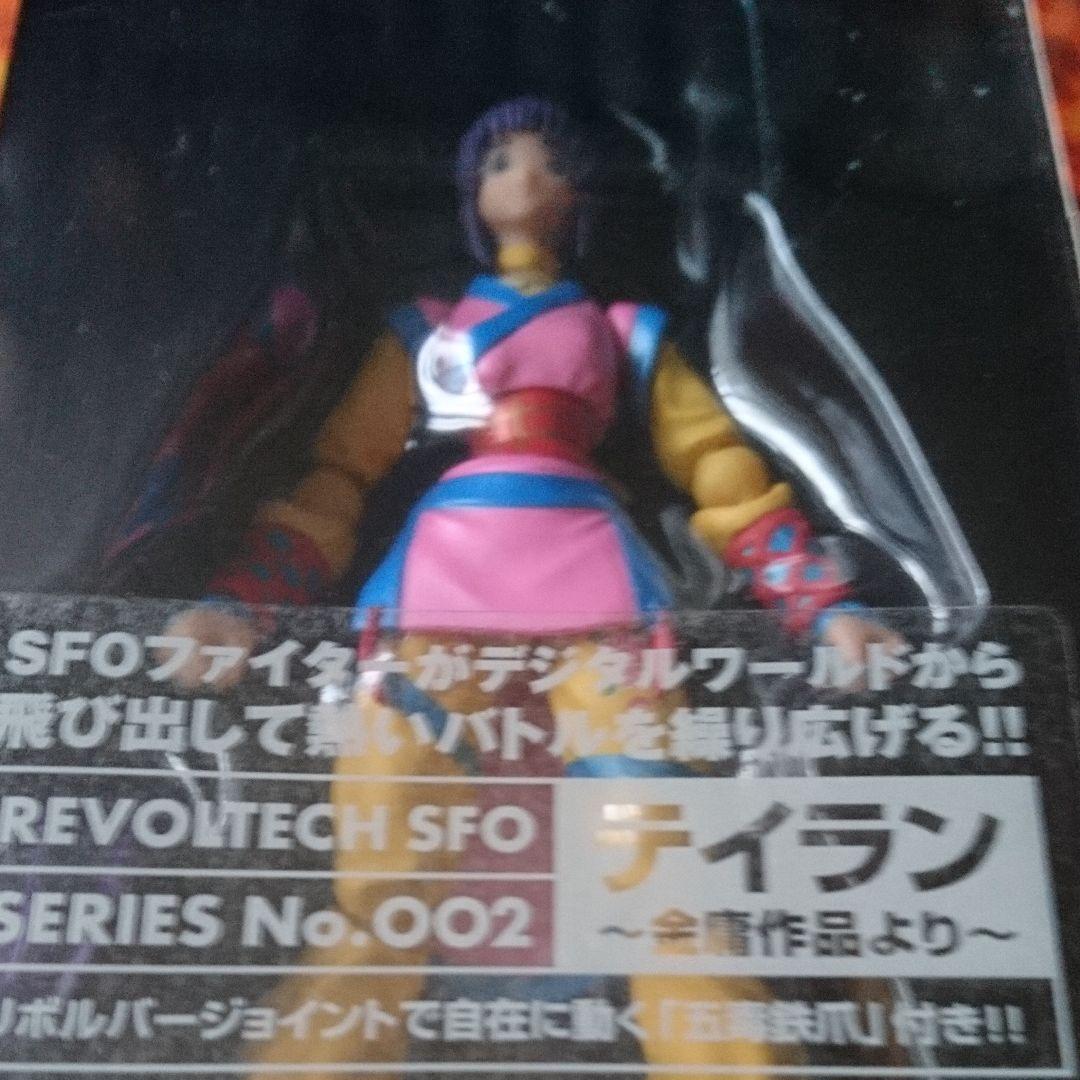 SFOファイターがデジタルワールドから
飛び出して熱いバトルを繰り広げる!!
REVOLTECH SFO
SERIES No.002
テイラン
～金庸作品より～
リボルバージョイントで自在に動く「五毒鉄爪」付き!!